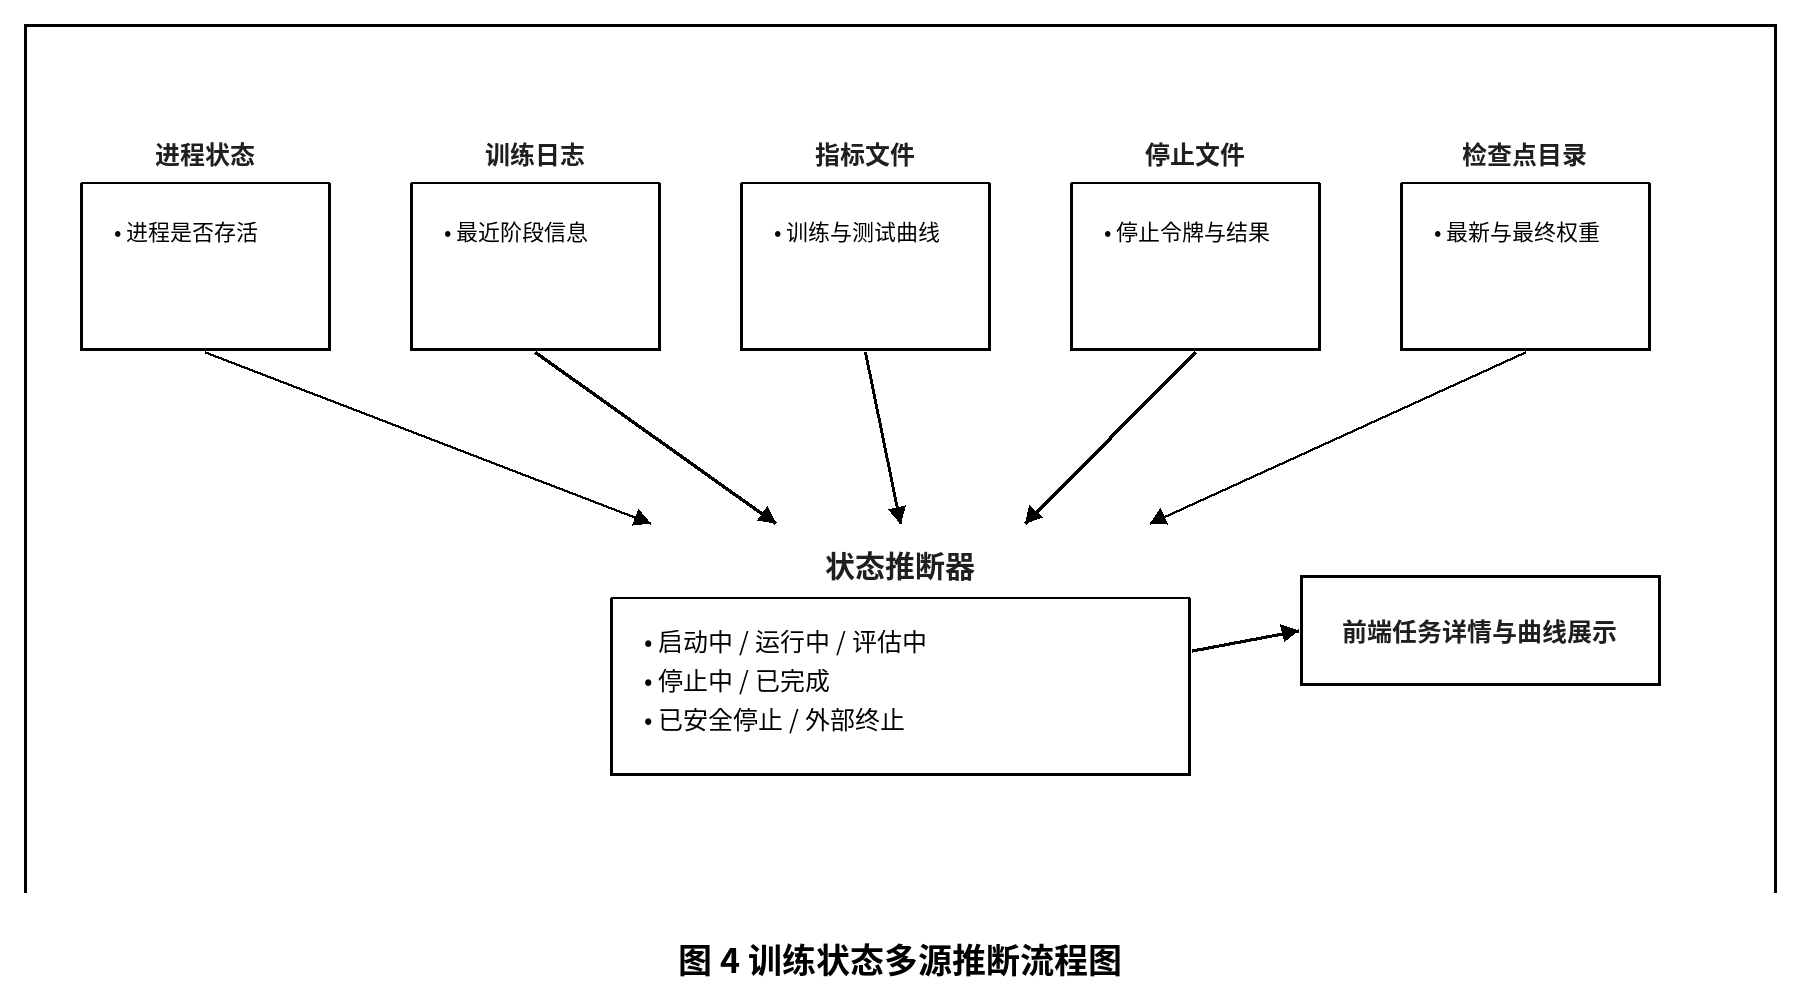 进程状态
• 进程是否存活
训练日志
• 最近阶段信息
指标文件
• 训练与测试曲线
停止文件
• 停止令牌与结果
检查点目录
• 最新与最终权重
状态推断器
• 启动中 / 运行中 / 评估中
• 停止中 / 已完成
• 已安全停止 / 外部终止
前端任务详情与曲线展示
图 4 训练状态多源推断流程图